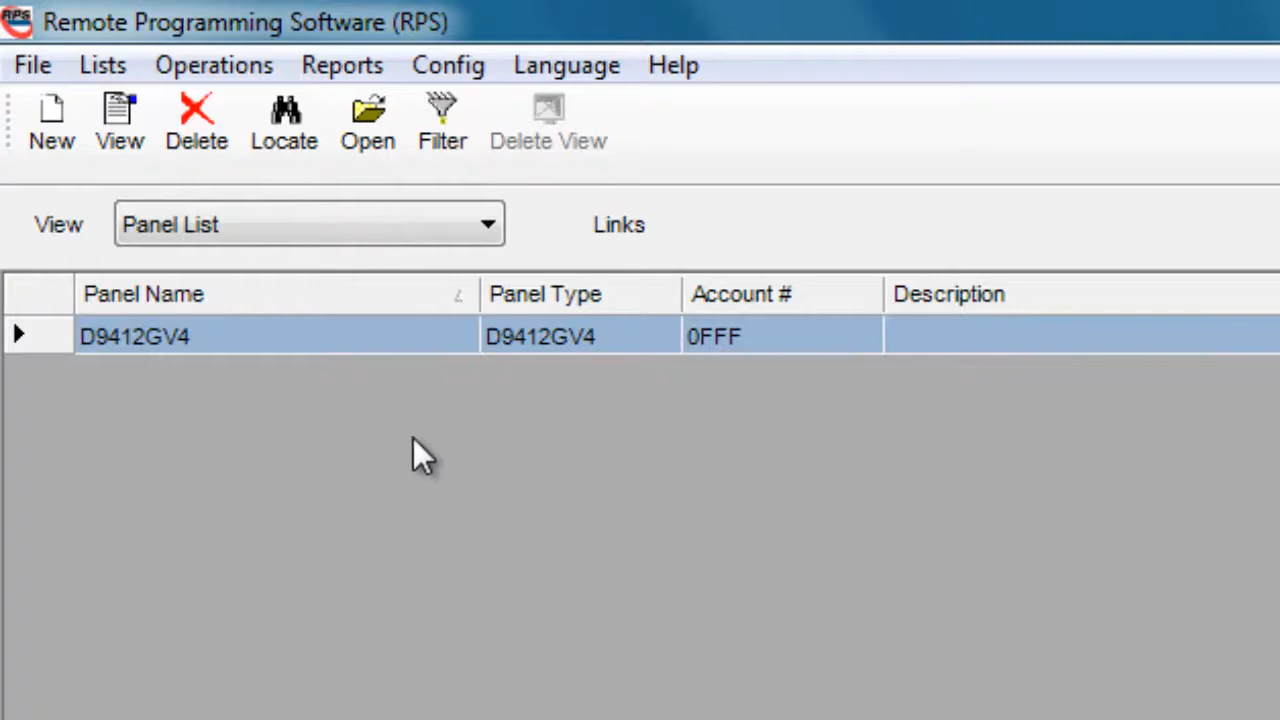 RPS Remote Programming Software (RPS)
File Lists Operations Reports Config Language Help
New View Delete Locate Open Filter Delete View
View Panel List Links
Panel Name Panel Type Account # Description
D9412GV4 D9412GV4 0FFF